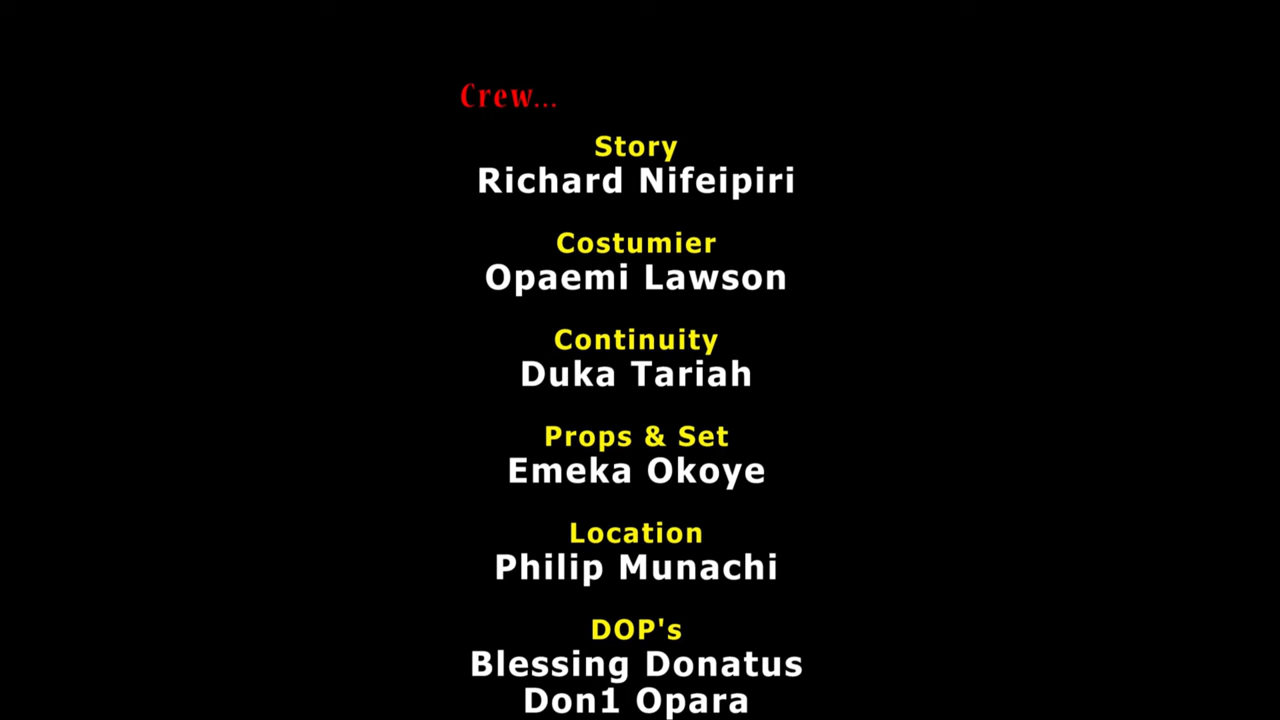 Crew...
Story
Richard Nifeipiri
Costumier
Opaemi Lawson
Continuity
Duka Tariah
Props & Set
Emeka Okoye
Location
Philip Munachi
DOP's
Blessing Donatus
Don1 Opara